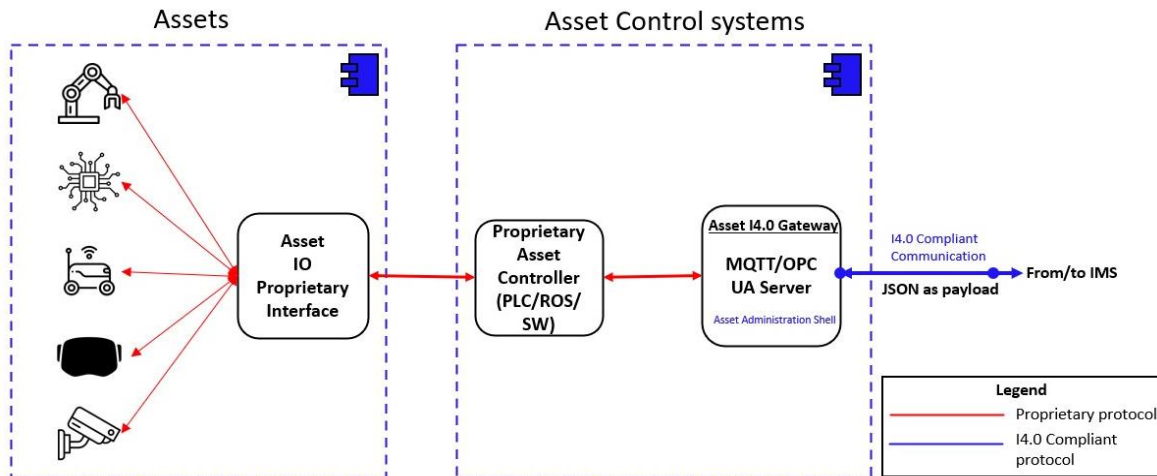 Assets
Asset Control systems
Asset
IO
Proprietary
Interface
Proprietary
Asset
Controller
(PLC/ROS/
SW)
Asset I4.0 Gateway
MQTT/OPC
UA Server
Asset Administration Shell
I4.0 Compliant
Communication
JSON as payload
From/to IMS
Legend
Proprietary protocol
I4.0 Compliant
protocol